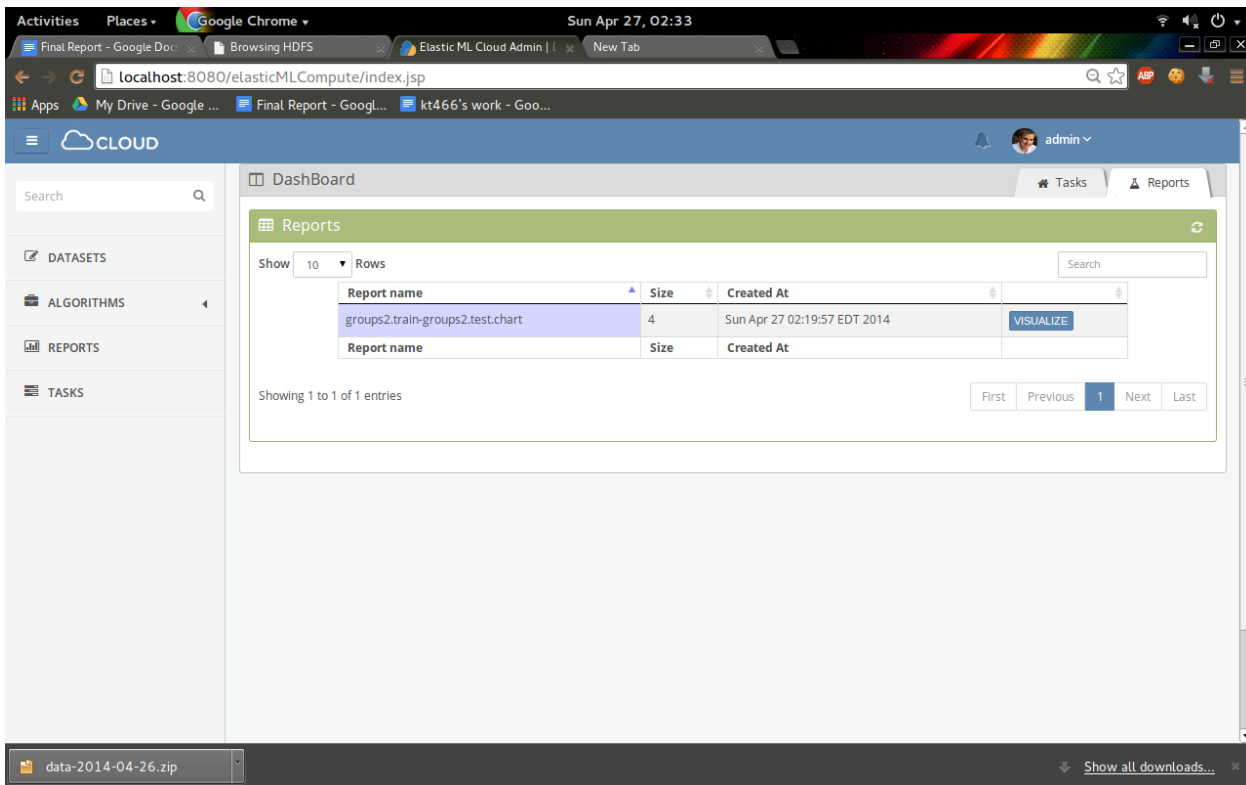 Activities Places Google Chrome Sun Apr 27, 02:33
Final Report - Google Doc Browsing HDFS Elastic ML Cloud Admin | New Tab
localhost:8080/elasticMLCompute/index.jsp ABP
Apps My Drive - Google ... Final Report - Googl... kt466's work - Goo...
CLOUD admin
DashBoard Tasks Reports
Search
Reports
DATASETS
ALGORITHMS
REPORTS
TASKS
Show 10 Rows Search
Report name Size Created At
groups2.train-groups2.test.chart 4 Sun Apr 27 02:19:57 EDT 2014 VISUALIZE
Report name Size Created At
Showing 1 to 1 of 1 entries First Previous 1 Next Last
data-2014-04-26.zip Show all downloads...